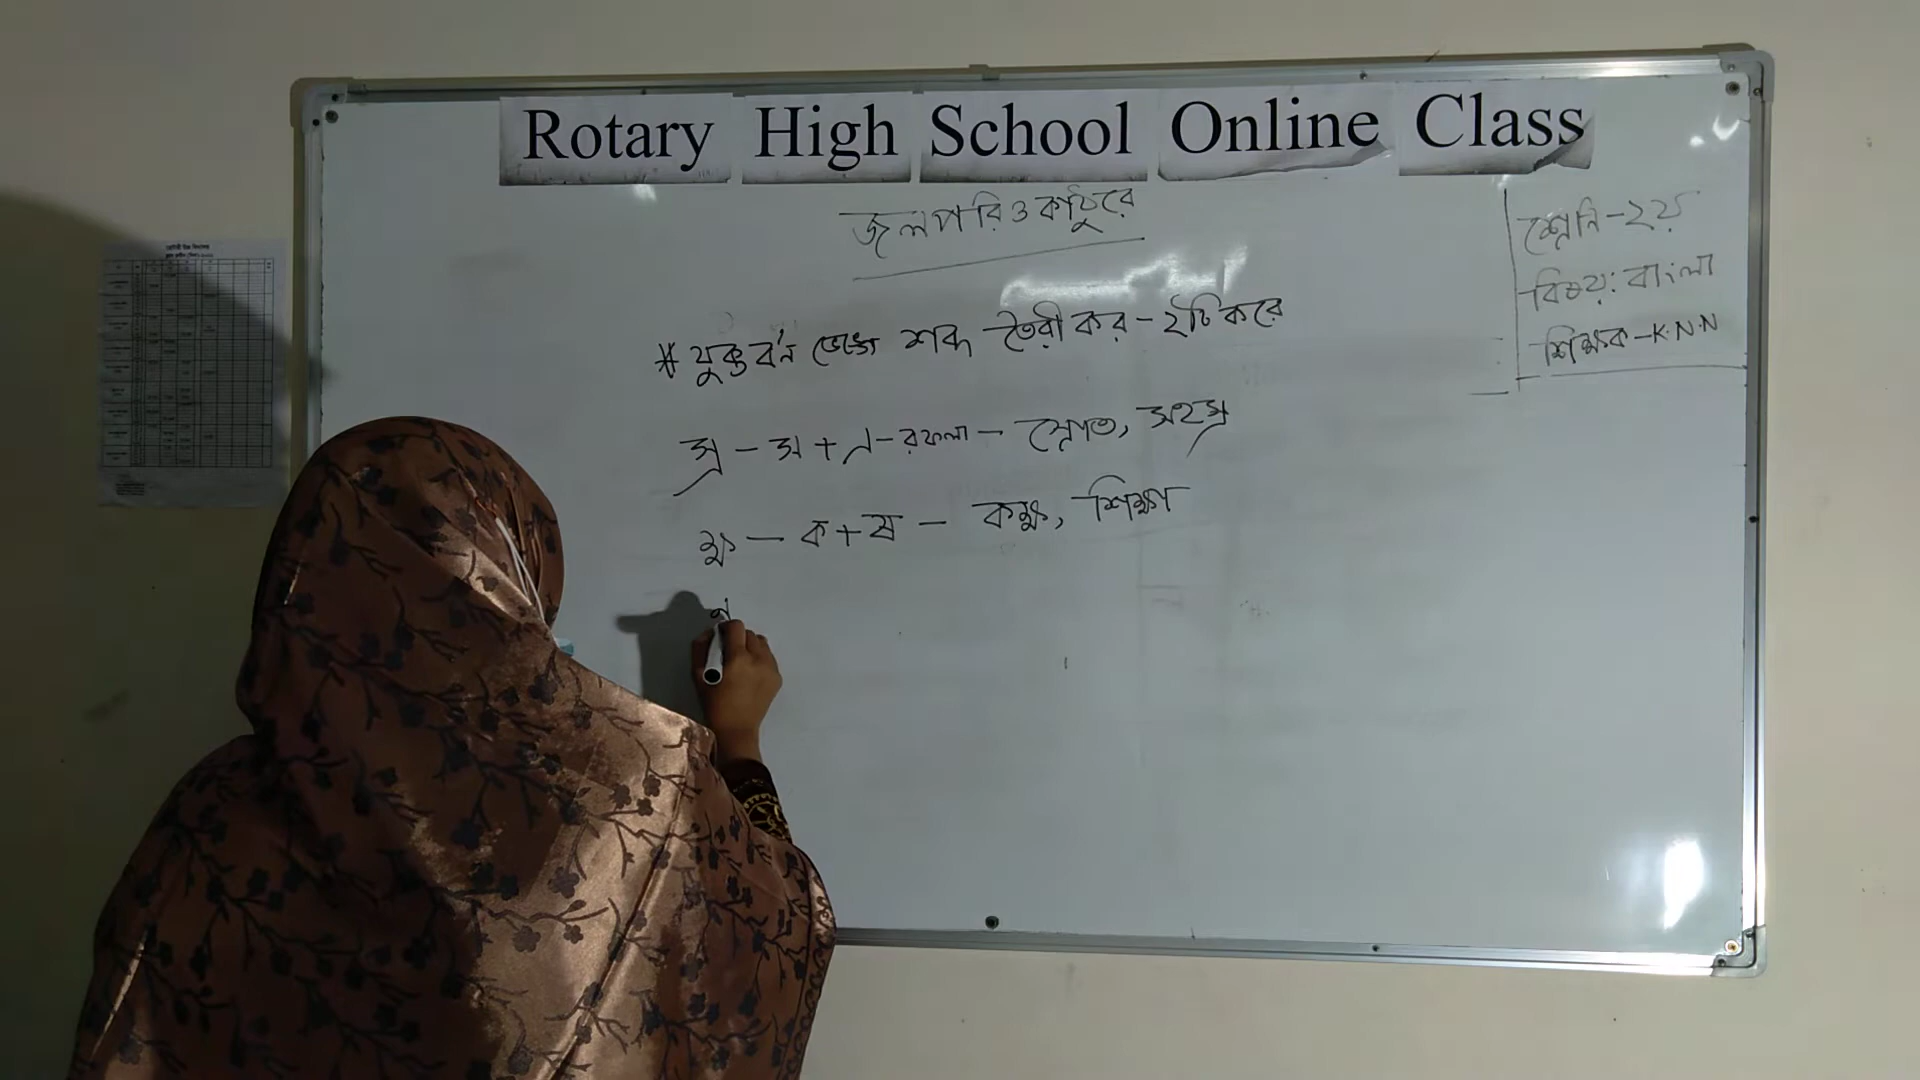 Rotary High School Online Class
জলপরি ও কাঠুরে
শ্রেনি - ২য়
বিষয়: বাংলা
শিক্ষক - K.N.N
# যুক্তবর্ন ভেঙ্গে শব্দ তৈরী কর - ২টি করে
স্র - স + ্র - রফলা - স্রোত, সহস্র
ক্ষ - ক + ষ - কক্ষ, শিক্ষা